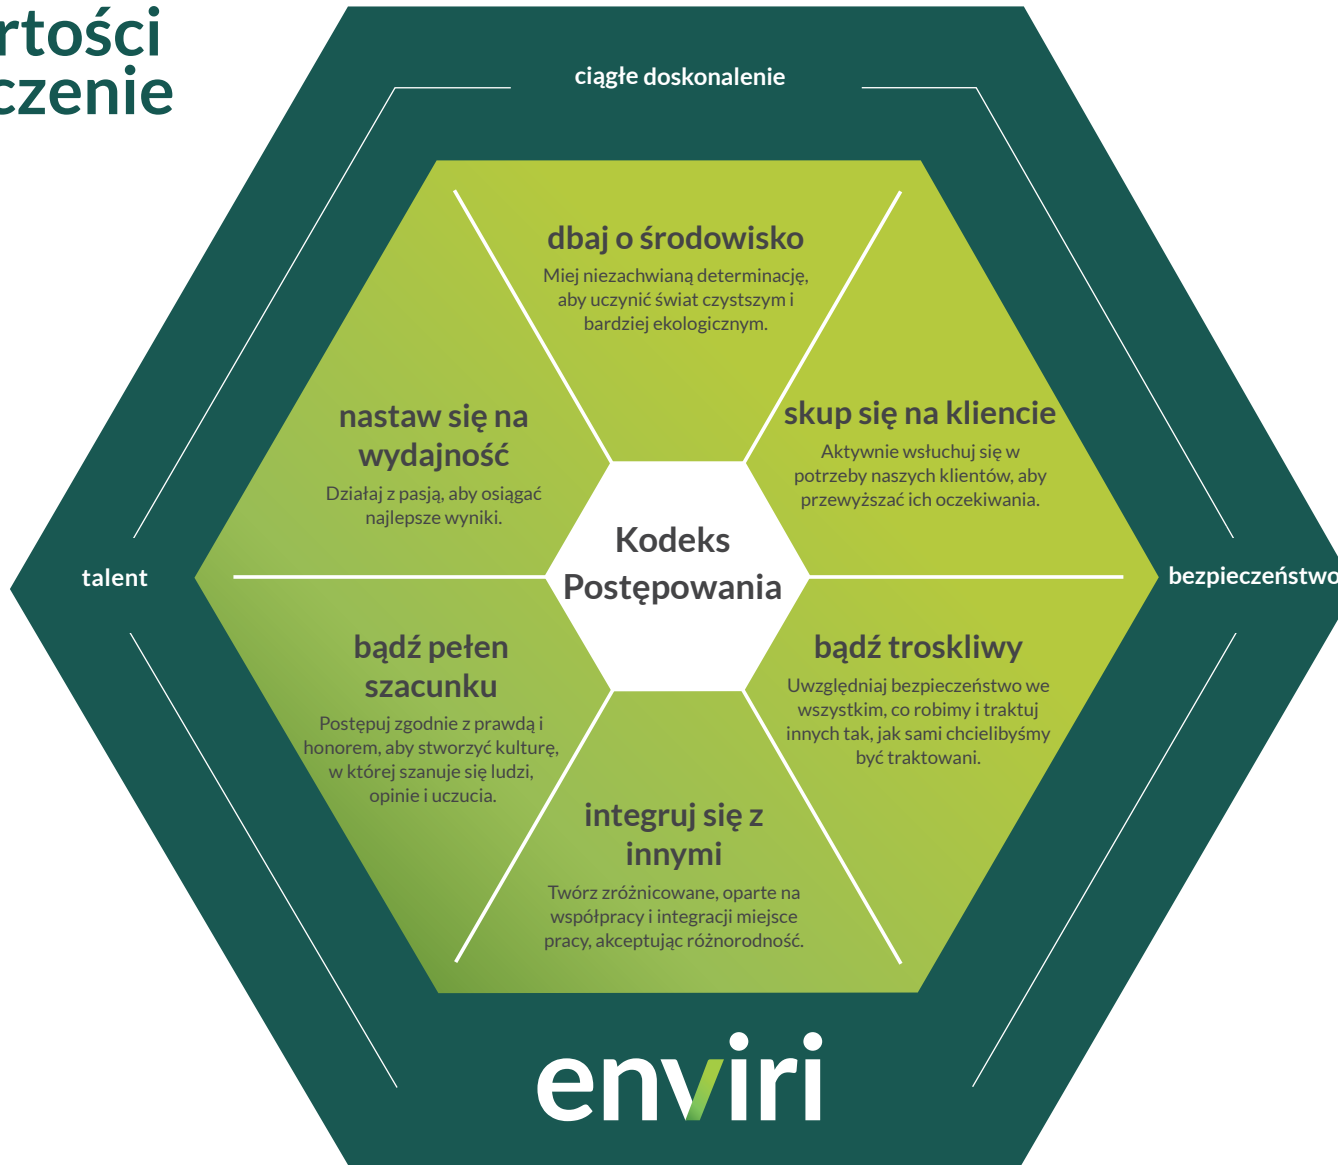 rtości
czenie
ciągłe doskonalenie
dbaj o środowisko
Miej niezachwianą determinację,
aby uczynić świat czystszym i
bardziej ekologicznym.
nastaw się na
wydajność
Działaj z pasją, aby osiągać
najlepsze wyniki.
skup się na kliencie
Aktywnie wsłuchuj się w
potrzeby naszych klientów, aby
przewyższać ich oczekiwania.
Kodeks
Postępowania
talent
bezpieczeństwo
bądź pełen
szacunku
Postępuj zgodnie z prawdą i
honorem, aby stworzyć kulturę,
w której szanuje się ludzi,
opinie i uczucia.
bądź troskliwy
Uwzględniaj bezpieczeństwo we
wszystkim, co robimy i traktuj
innych tak, jak sami chcielibyśmy
być traktowani.
integruj się z
innymi
Twórz zróżnicowane, oparte na
współpracy i integracji miejsce
pracy, akceptując różnorodność.
enviri